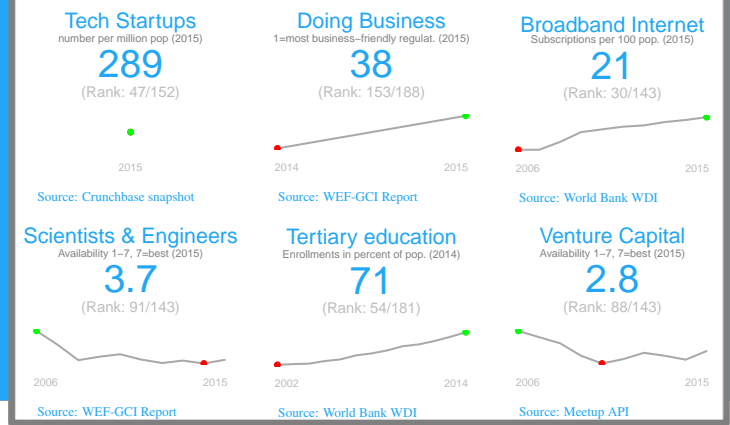 Tech Startups
number per million pop (2015)
289
(Rank: 47/152)
2015
Source: Crunchbase snapshot
Doing Business
1=most business−friendly regulat. (2015)
38
(Rank: 153/188)
2014 2015
Source: WEF-GCI Report
Broadband Internet
Subscriptions per 100 pop. (2015)
21
(Rank: 30/143)
2006 2015
Source: World Bank WDI
Scientists & Engineers
Availability 1−7, 7=best (2015)
3.7
(Rank: 91/143)
2006 2015
Source: WEF-GCI Report
Tertiary education
Enrollments in percent of pop. (2014)
71
(Rank: 54/181)
2002 2014
Source: World Bank WDI
Venture Capital
Availability 1−7, 7=best (2015)
2.8
(Rank: 88/143)
2006 2015
Source: Meetup API